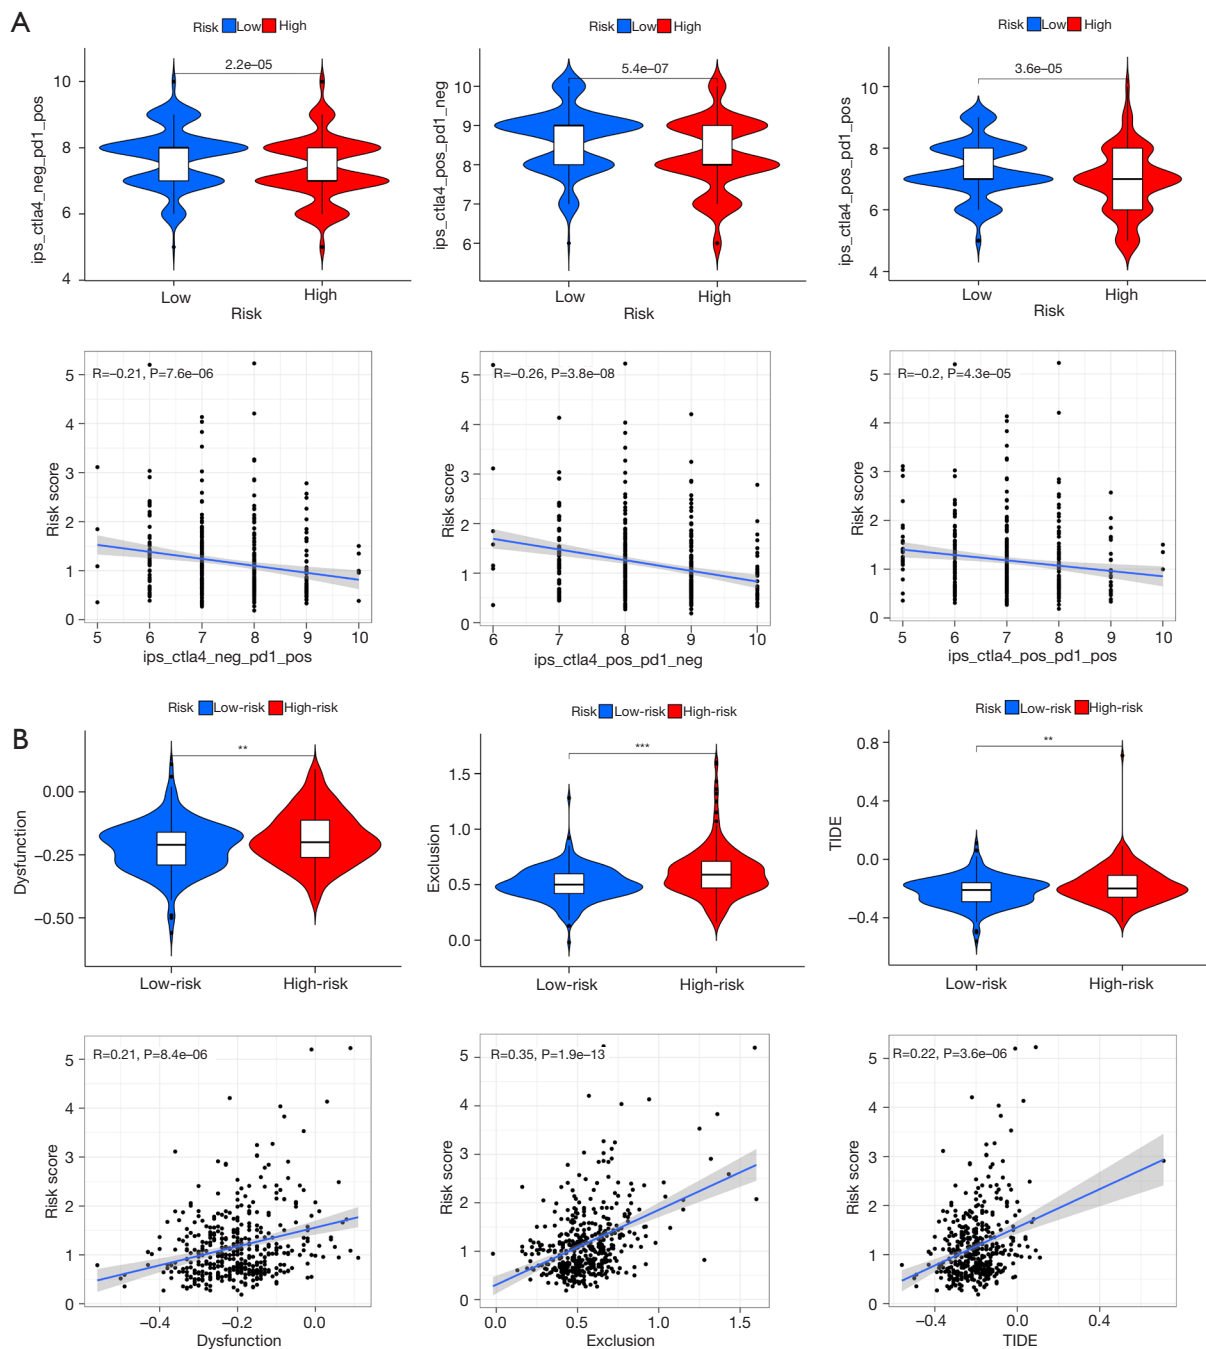 A
Risk Low High
Risk Low High
Risk Low High
ips_ctla4_neg_pd1_pos
10
8
6
4
2.2e–05
Low High
Risk
ips_ctla4_pos_pd1_neg
10
9
8
7
6
5.4e–07
Low High
Risk
ips_ctla4_pos_pd1_pos
10
8
6
4
3.6e–05
Low High
Risk
Risk score
5
4
3
2
1
0
R=–0.21, P=7.6e–06
5 6 7 8 9 10
ips_ctla4_neg_pd1_pos
Risk score
5
4
3
2
1
0
R=–0.26, P=3.8e–08
6 7 8 9 10
ips_ctla4_pos_pd1_neg
Risk score
5
4
3
2
1
0
R=–0.2, P=4.3e–05
5 6 7 8 9 10
ips_ctla4_pos_pd1_pos
B
Risk Low-risk High-risk
Risk Low-risk High-risk
Risk Low-risk High-risk
Dysfunction
0.00
–0.25
–0.50
**
Low-risk High-risk
Exclusion
1.5
1.0
0.5
0.0
***
Low-risk High-risk
TIDE
0.8
0.4
0.0
–0.4
**
Low-risk High-risk
Risk score
5
4
3
2
1
0
R=0.21, P=8.4e–06
–0.4 –0.2 0.0
Dysfunction
Risk score
5
4
3
2
1
0
R=0.35, P=1.9e–13
0.0 0.5 1.0 1.5
Exclusion
Risk score
5
4
3
2
1
0
R=0.22, P=3.6e–06
–0.4 0.0 0.4
TIDE